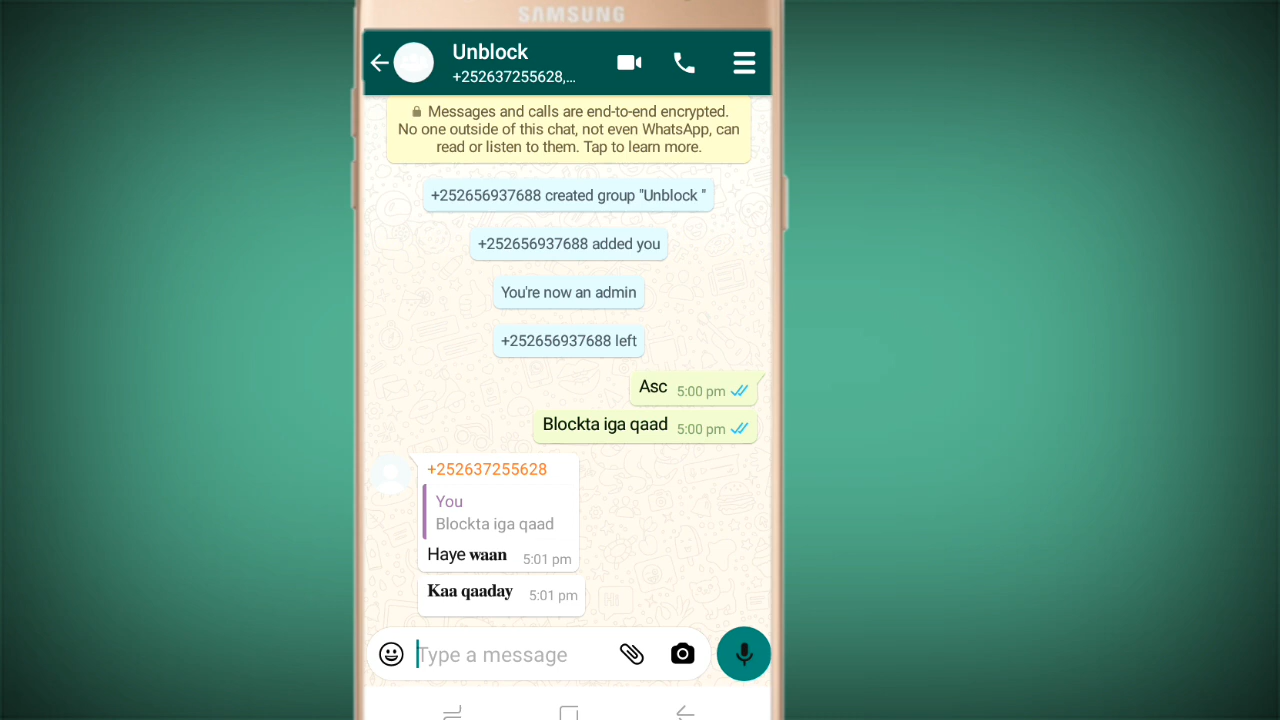 SAMSUNG
Unblock
+252637255628,...
Messages and calls are end-to-end encrypted.
No one outside of this chat, not even WhatsApp, can
read or listen to them. Tap to learn more.
+252656937688 created group "Unblock "
+252656937688 added you
You're now an admin
+252656937688 left
Asc 5:00 pm
Blockta iga qaad 5:00 pm
+252637255628
You
Blockta iga qaad
Haye waan 5:01 pm
Kaa qaaday 5:01 pm
Type a message